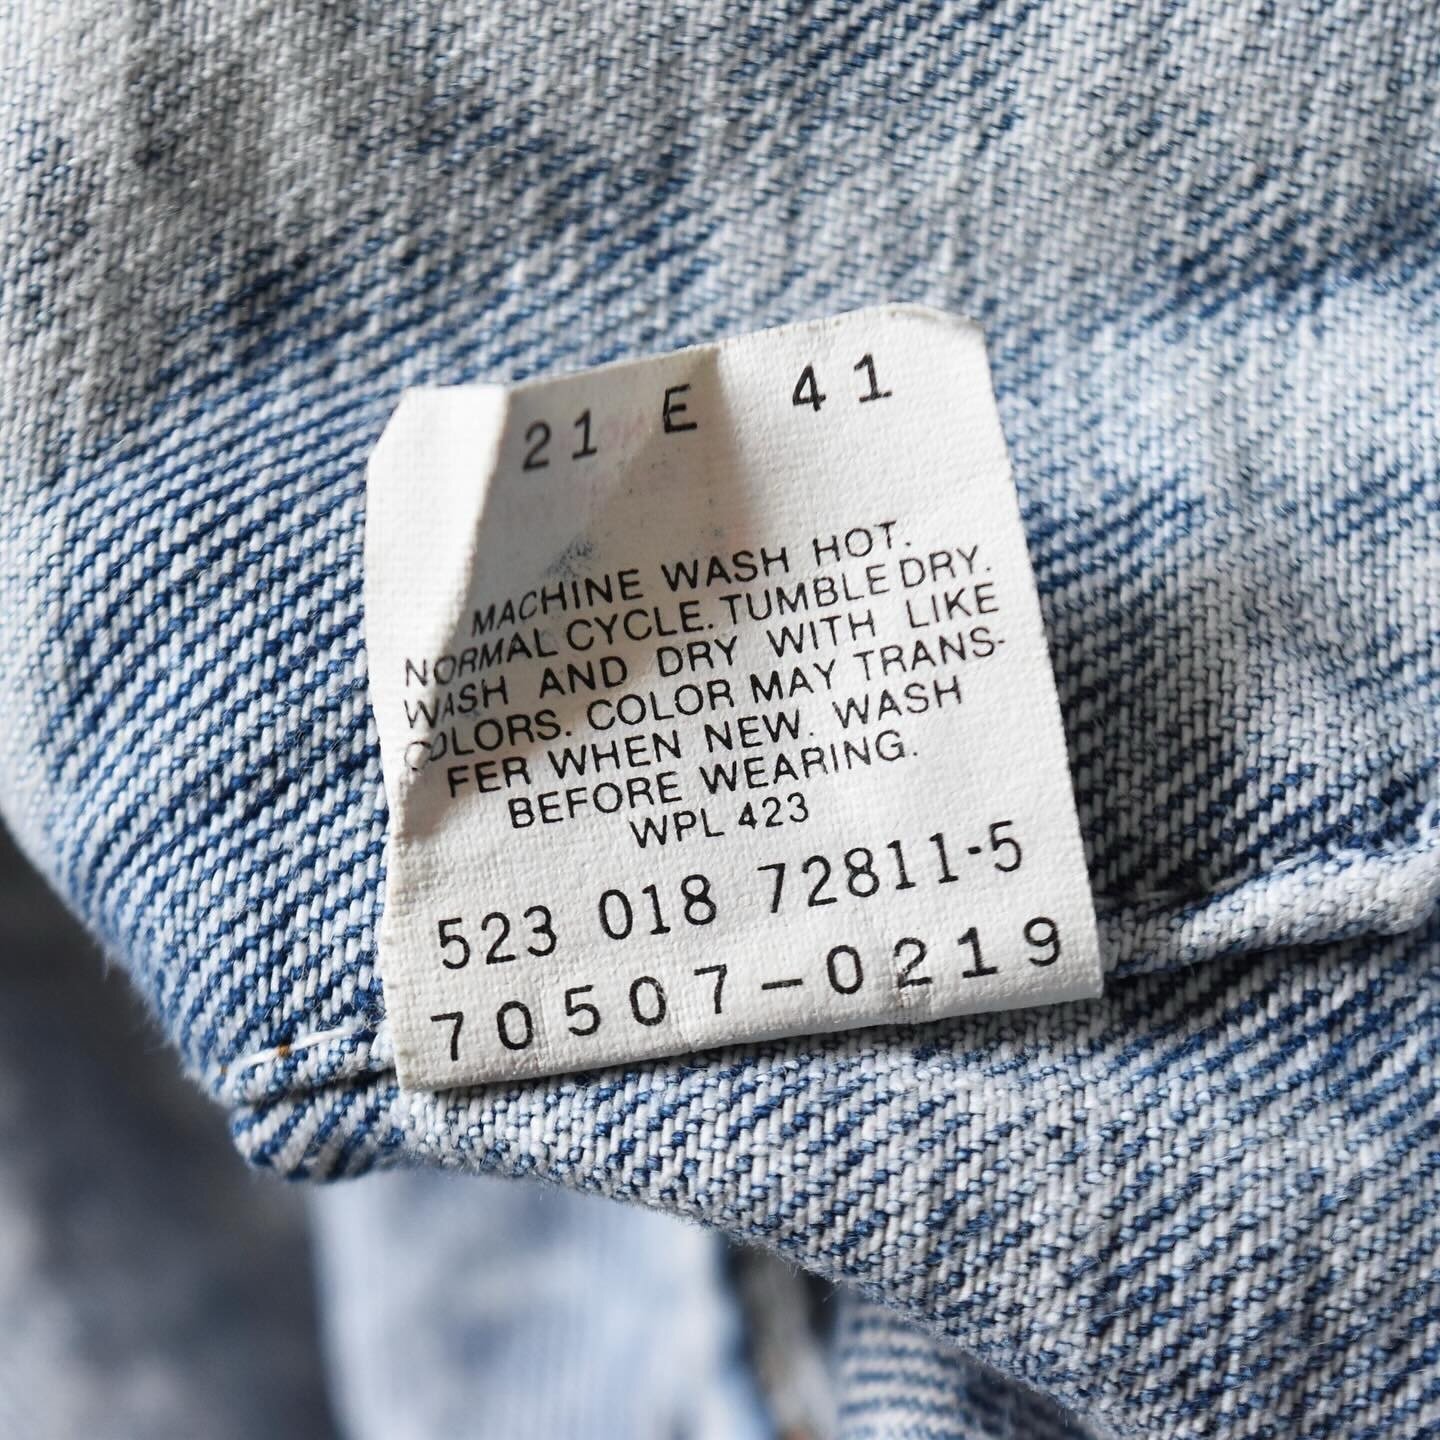 21 E 41
MACHINE WASH HOT.
NORMAL CYCLE. TUMBLE DRY.
WASH AND DRY WITH LIKE
COLORS. COLOR MAY TRANS-
FER WHEN NEW. WASH
BEFORE WEARING.
WPL 423
523 018 72811-5
70507-0219